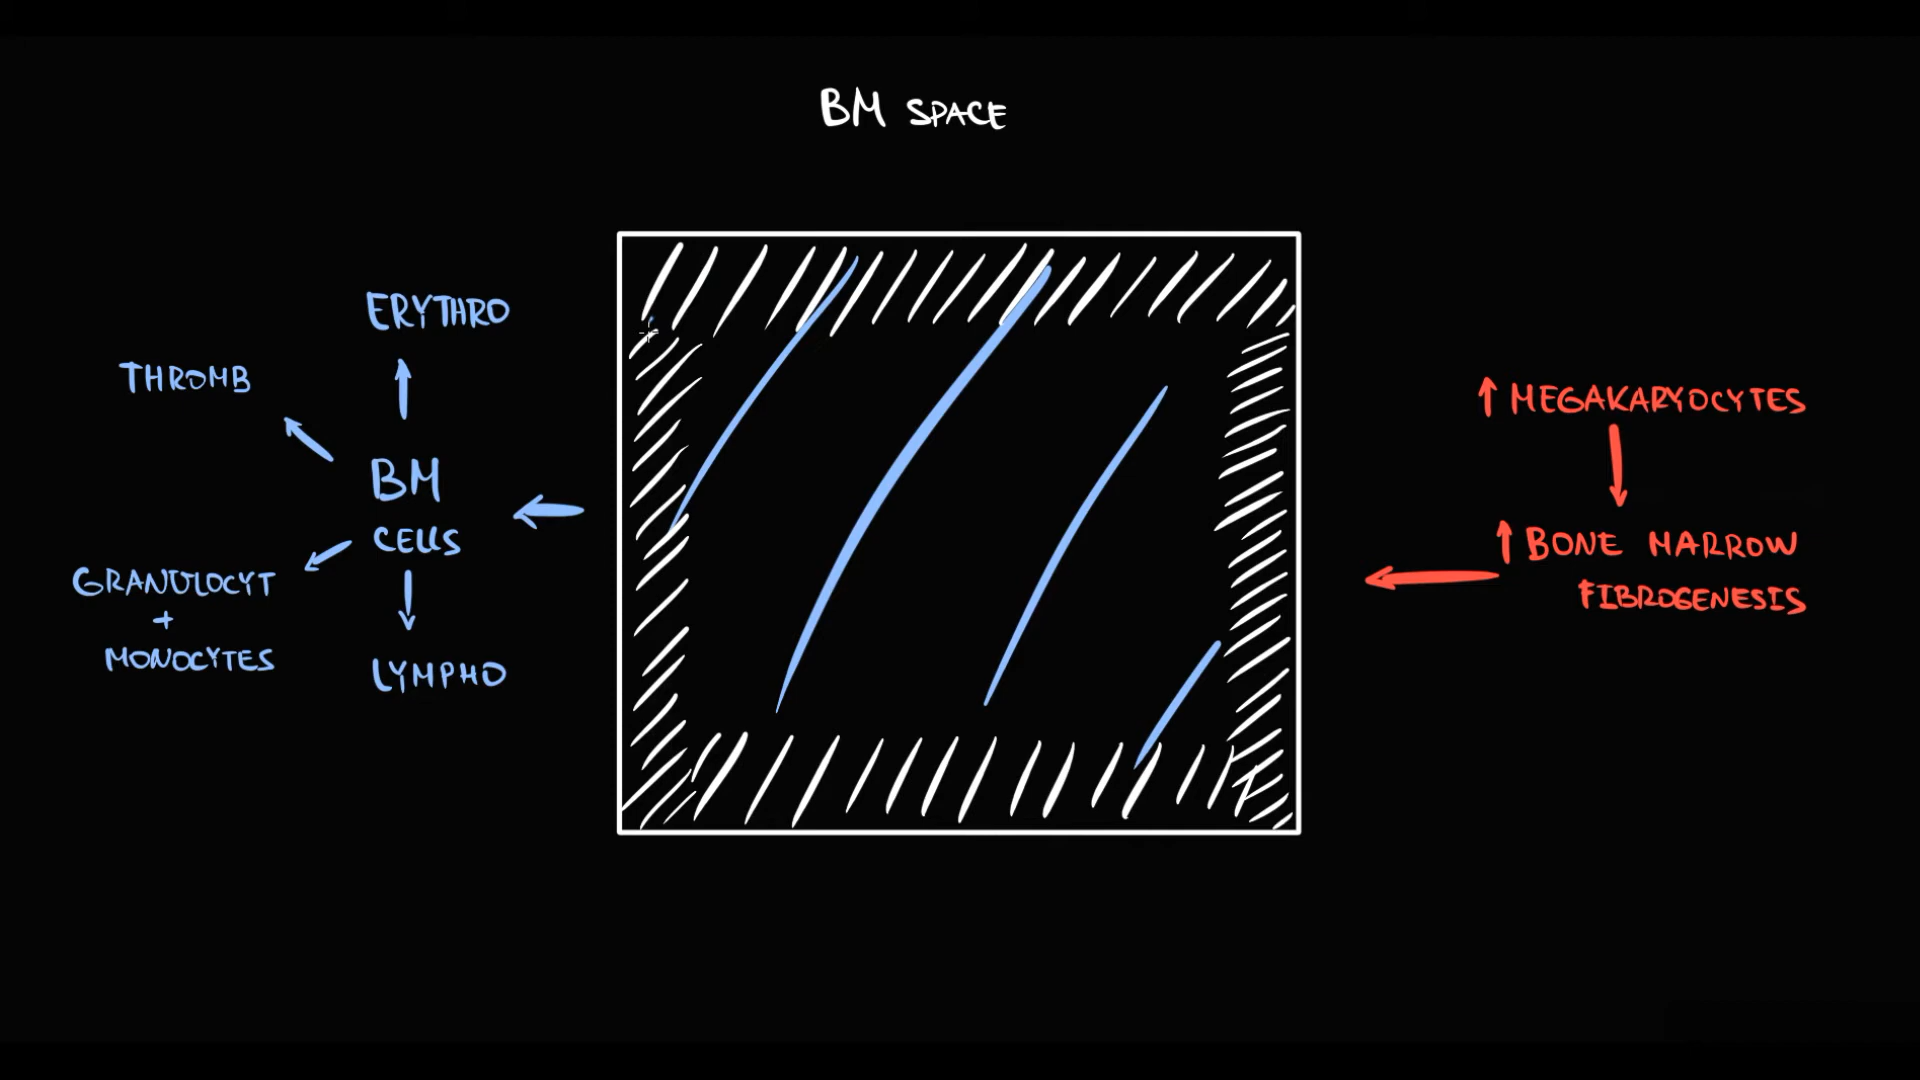 BM SPACE
ERYTHRO
THROMB
BM
CELLS
GRANULOCYT
+
MONOCYTES
LYMPHO
↑ MEGAKARYOCYTES
↑ BONE MARROW
FIBROGENESIS